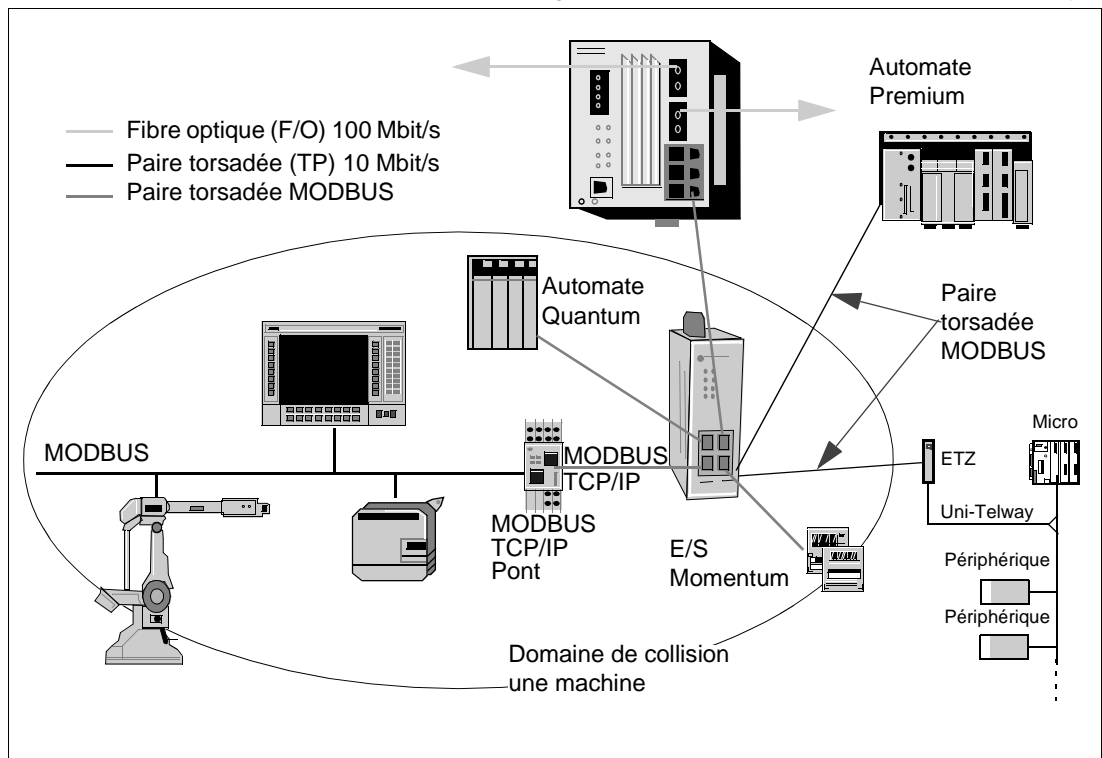 Automate
Premium
Fibre optique (F/O) 100 Mbit/s
Paire torsadée (TP) 10 Mbit/s
Paire torsadée MODBUS
Automate
Quantum
Paire
torsadée
MODBUS
Micro
MODBUS
MODBUS
TCP/IP
ETZ
Uni-Telway
MODBUS
TCP/IP
Pont
E/S
Momentum
Périphérique
Périphérique
Domaine de collision
une machine